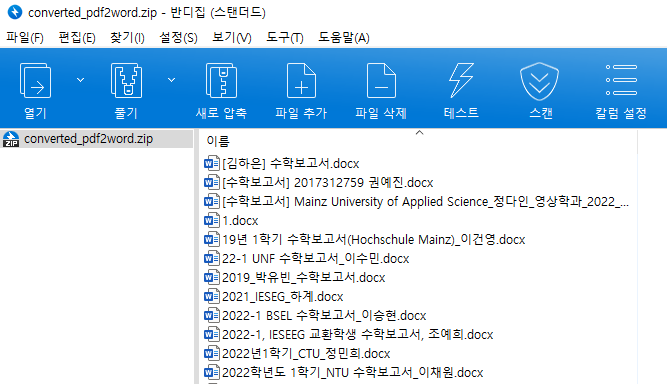 converted_pdf2word.zip - 반디집 (스탠더드)
파일(F) 편집(E) 찾기(I) 설정(S) 보기(V) 도구(T) 도움말(A)
열기 풀기 새로 압축 파일 추가 파일 삭제 테스트 스캔 칼럼 설정
converted_pdf2word.zip
이름
[김하은] 수학보고서.docx
[수학보고서] 2017312759 권예진.docx
[수학보고서] Mainz University of Applied Science_정다인_영상학과_2022_...
1.docx
19년 1학기 수학보고서(Hochschule Mainz)_이건영.docx
22-1 UNF 수학보고서_이수민.docx
2019_박유빈_수학보고서.docx
2021_IESEG_하계.docx
2022-1 BSEL 수학보고서_이승현.docx
2022-1, IESEEG 교환학생 수학보고서, 조예희.docx
2022년1학기_CTU_정민희.docx
2022학년도 1학기_NTU 수학보고서_이채원.docx